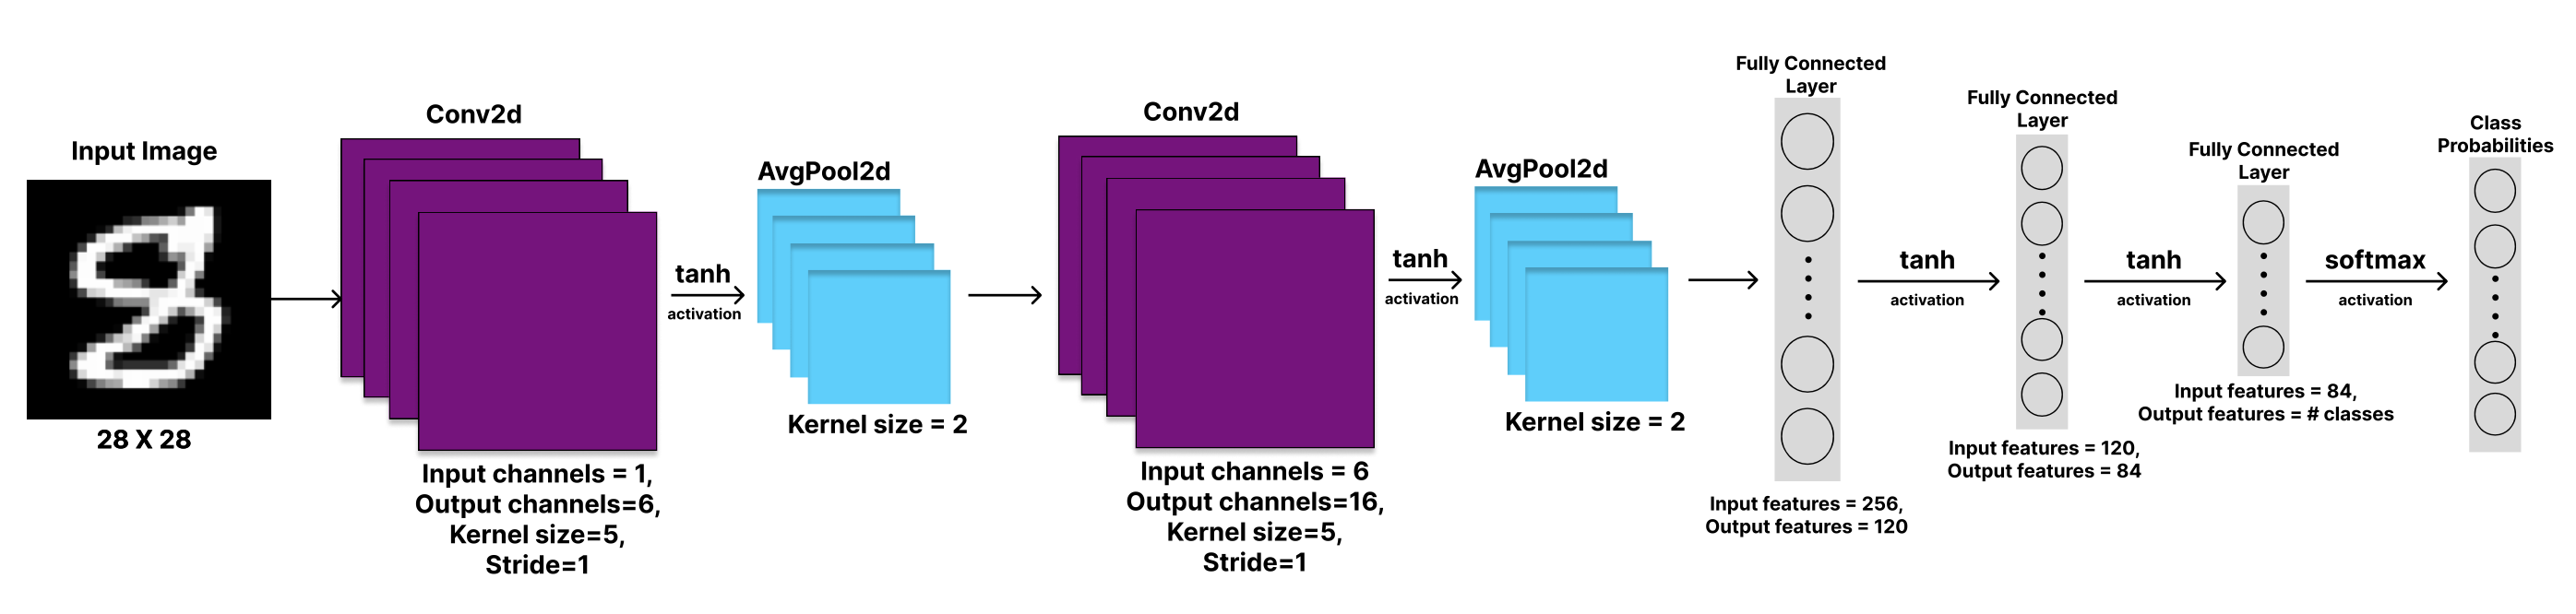 Input Image
28 X 28
Conv2d
Input channels = 1,
Output channels=6,
Kernel size=5,
Stride=1
tanh
activation
AvgPool2d
Kernel size = 2
Conv2d
Input channels = 6
Output channels=16,
Kernel size=5,
Stride=1
tanh
activation
AvgPool2d
Kernel size = 2
Fully Connected
Layer
Input features = 256,
Output features = 120
tanh
activation
Fully Connected
Layer
Input features = 120,
Output features = 84
tanh
activation
Fully Connected
Layer
Input features = 84,
Output features = # classes
softmax
activation
Class
Probabilities